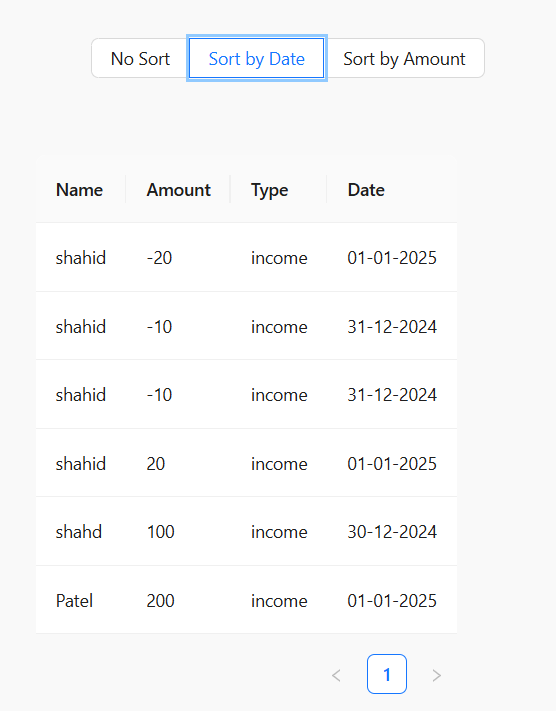 No Sort Sort by Date Sort by Amount
Name Amount Type Date
shahid -20 income 01-01-2025
shahid -10 income 31-12-2024
shahid -10 income 31-12-2024
shahid 20 income 01-01-2025
shahd 100 income 30-12-2024
Patel 200 income 01-01-2025
< 1 >